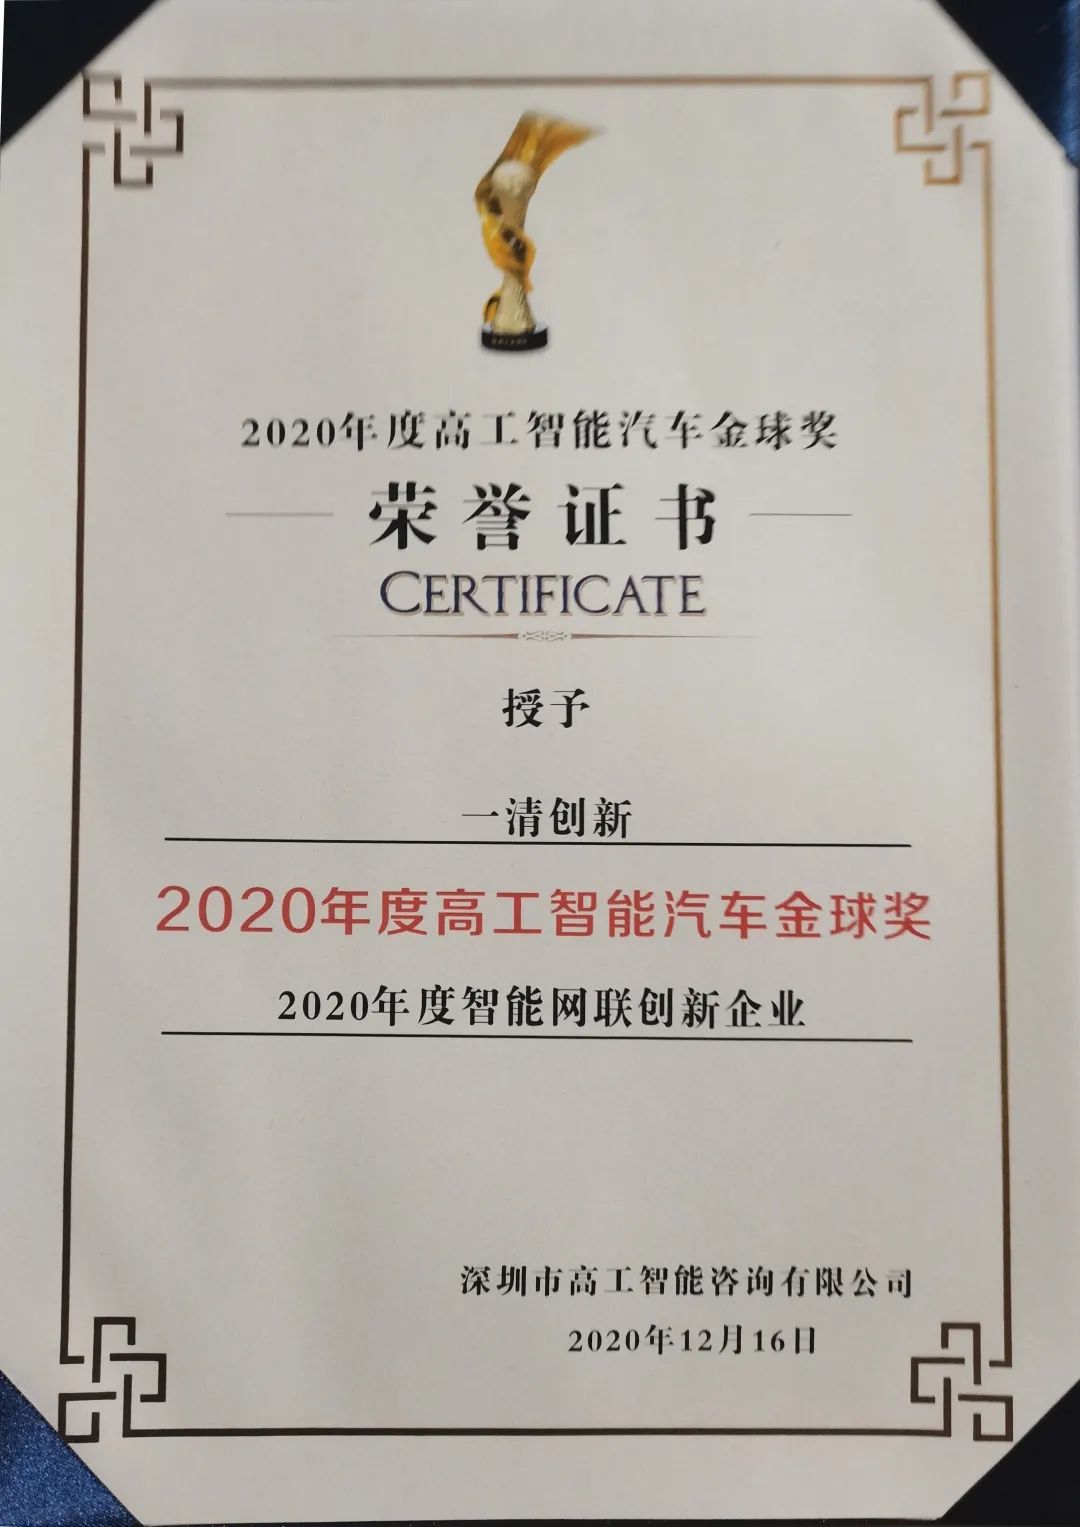 2020年度高工智能汽车金球奖
荣誉证书
CERTIFICATE
授予
一清创新
2020年度高工智能汽车金球奖
2020年度智能网联创新企业
深圳市高工智能咨询有限公司
2020年12月16日